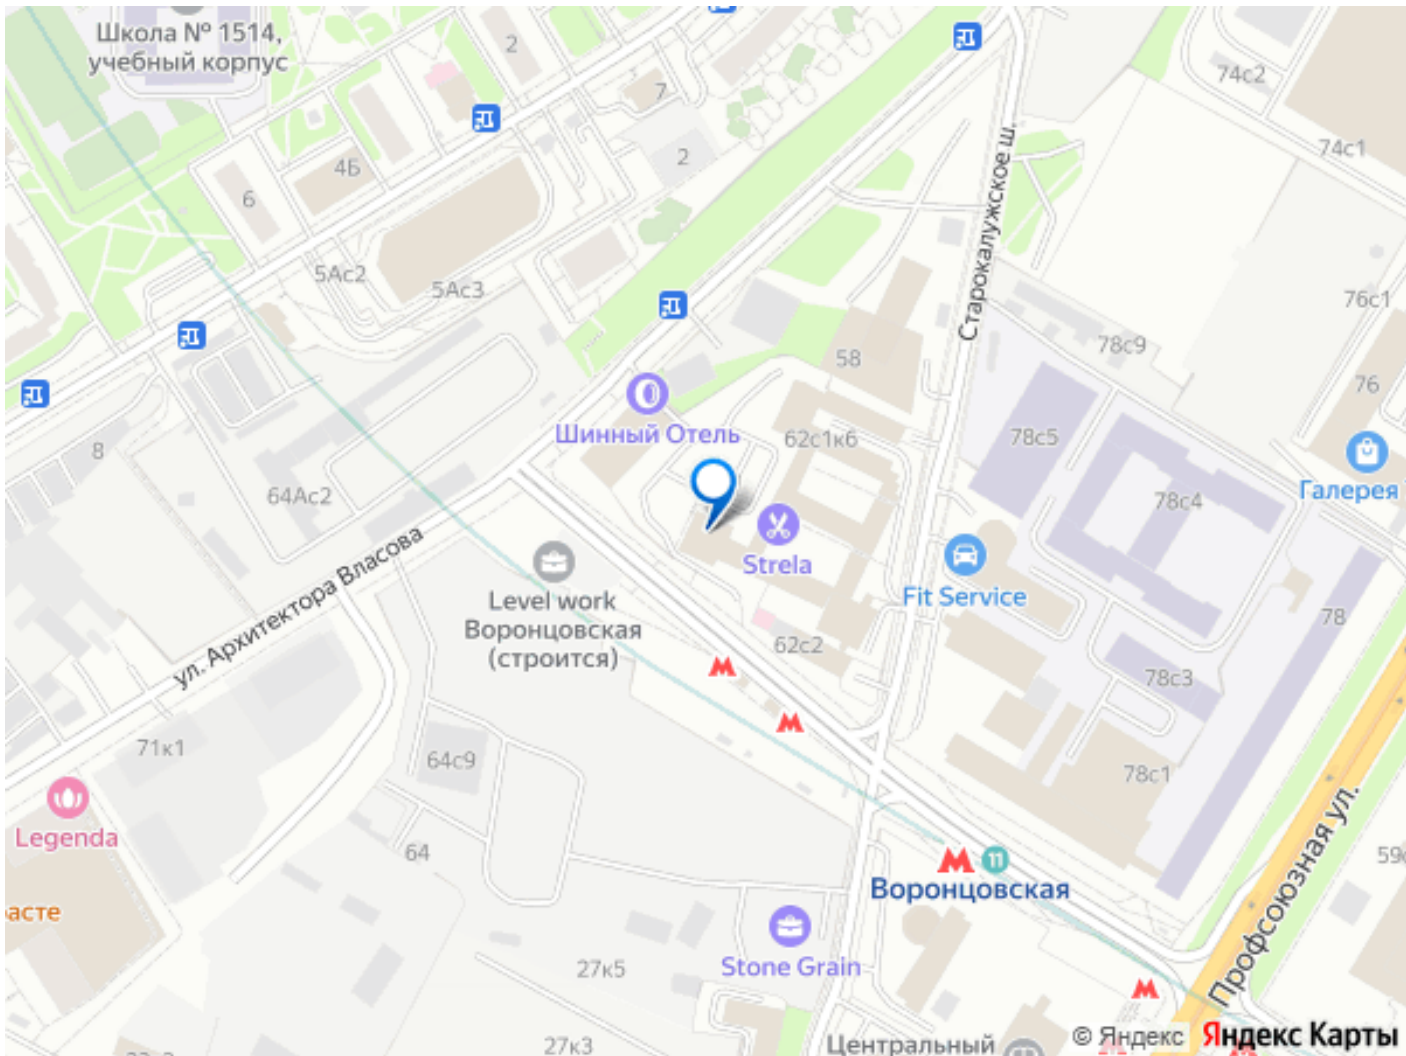 Школа № 1514,
учебный корпус
2
7
2
4Б
6
5Ас2
5Ас3
74с2
74с1
Старокалужское ш.
76с1
78с9
58
76
Шинный Отель
62с1к6
78с5
8
64Ас2
78с4
Галерея
Strela
ул. Архитектора Власова
Level work
Воронцовская
(строится)
Fit Service
78
62с2
78с3
71к1
64с9
78с1
Legenda
64
Профсоюзная ул.
11
Воронцовская
асте
Stone Grain
27к5
27к3
Центральный
© Яндекс
Яндекс Карты